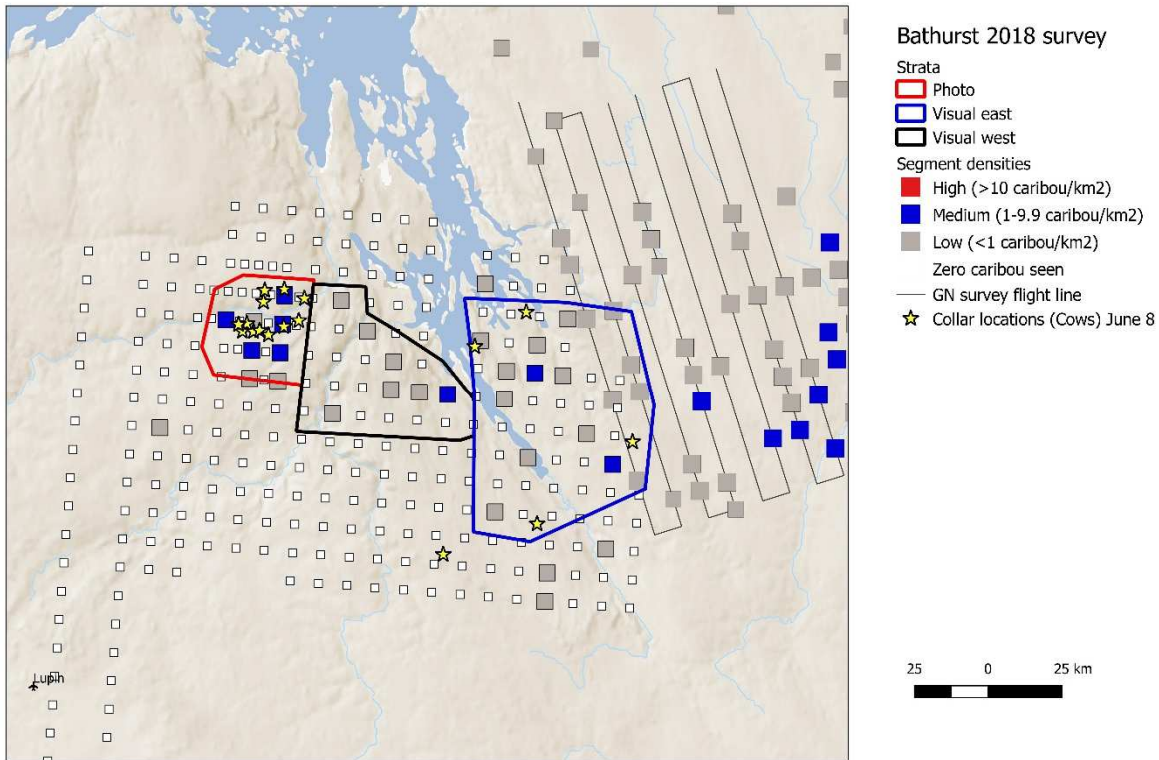 Bathurst 2018 survey
Strata
Photo
Visual east
Visual west
Segment densities
High (>10 caribou/km2)
Medium (1-9.9 caribou/km2)
Low (<1 caribou/km2)
Zero caribou seen
GN survey flight line
Collar locations (Cows) June 8
Lupin
25 0 25 km